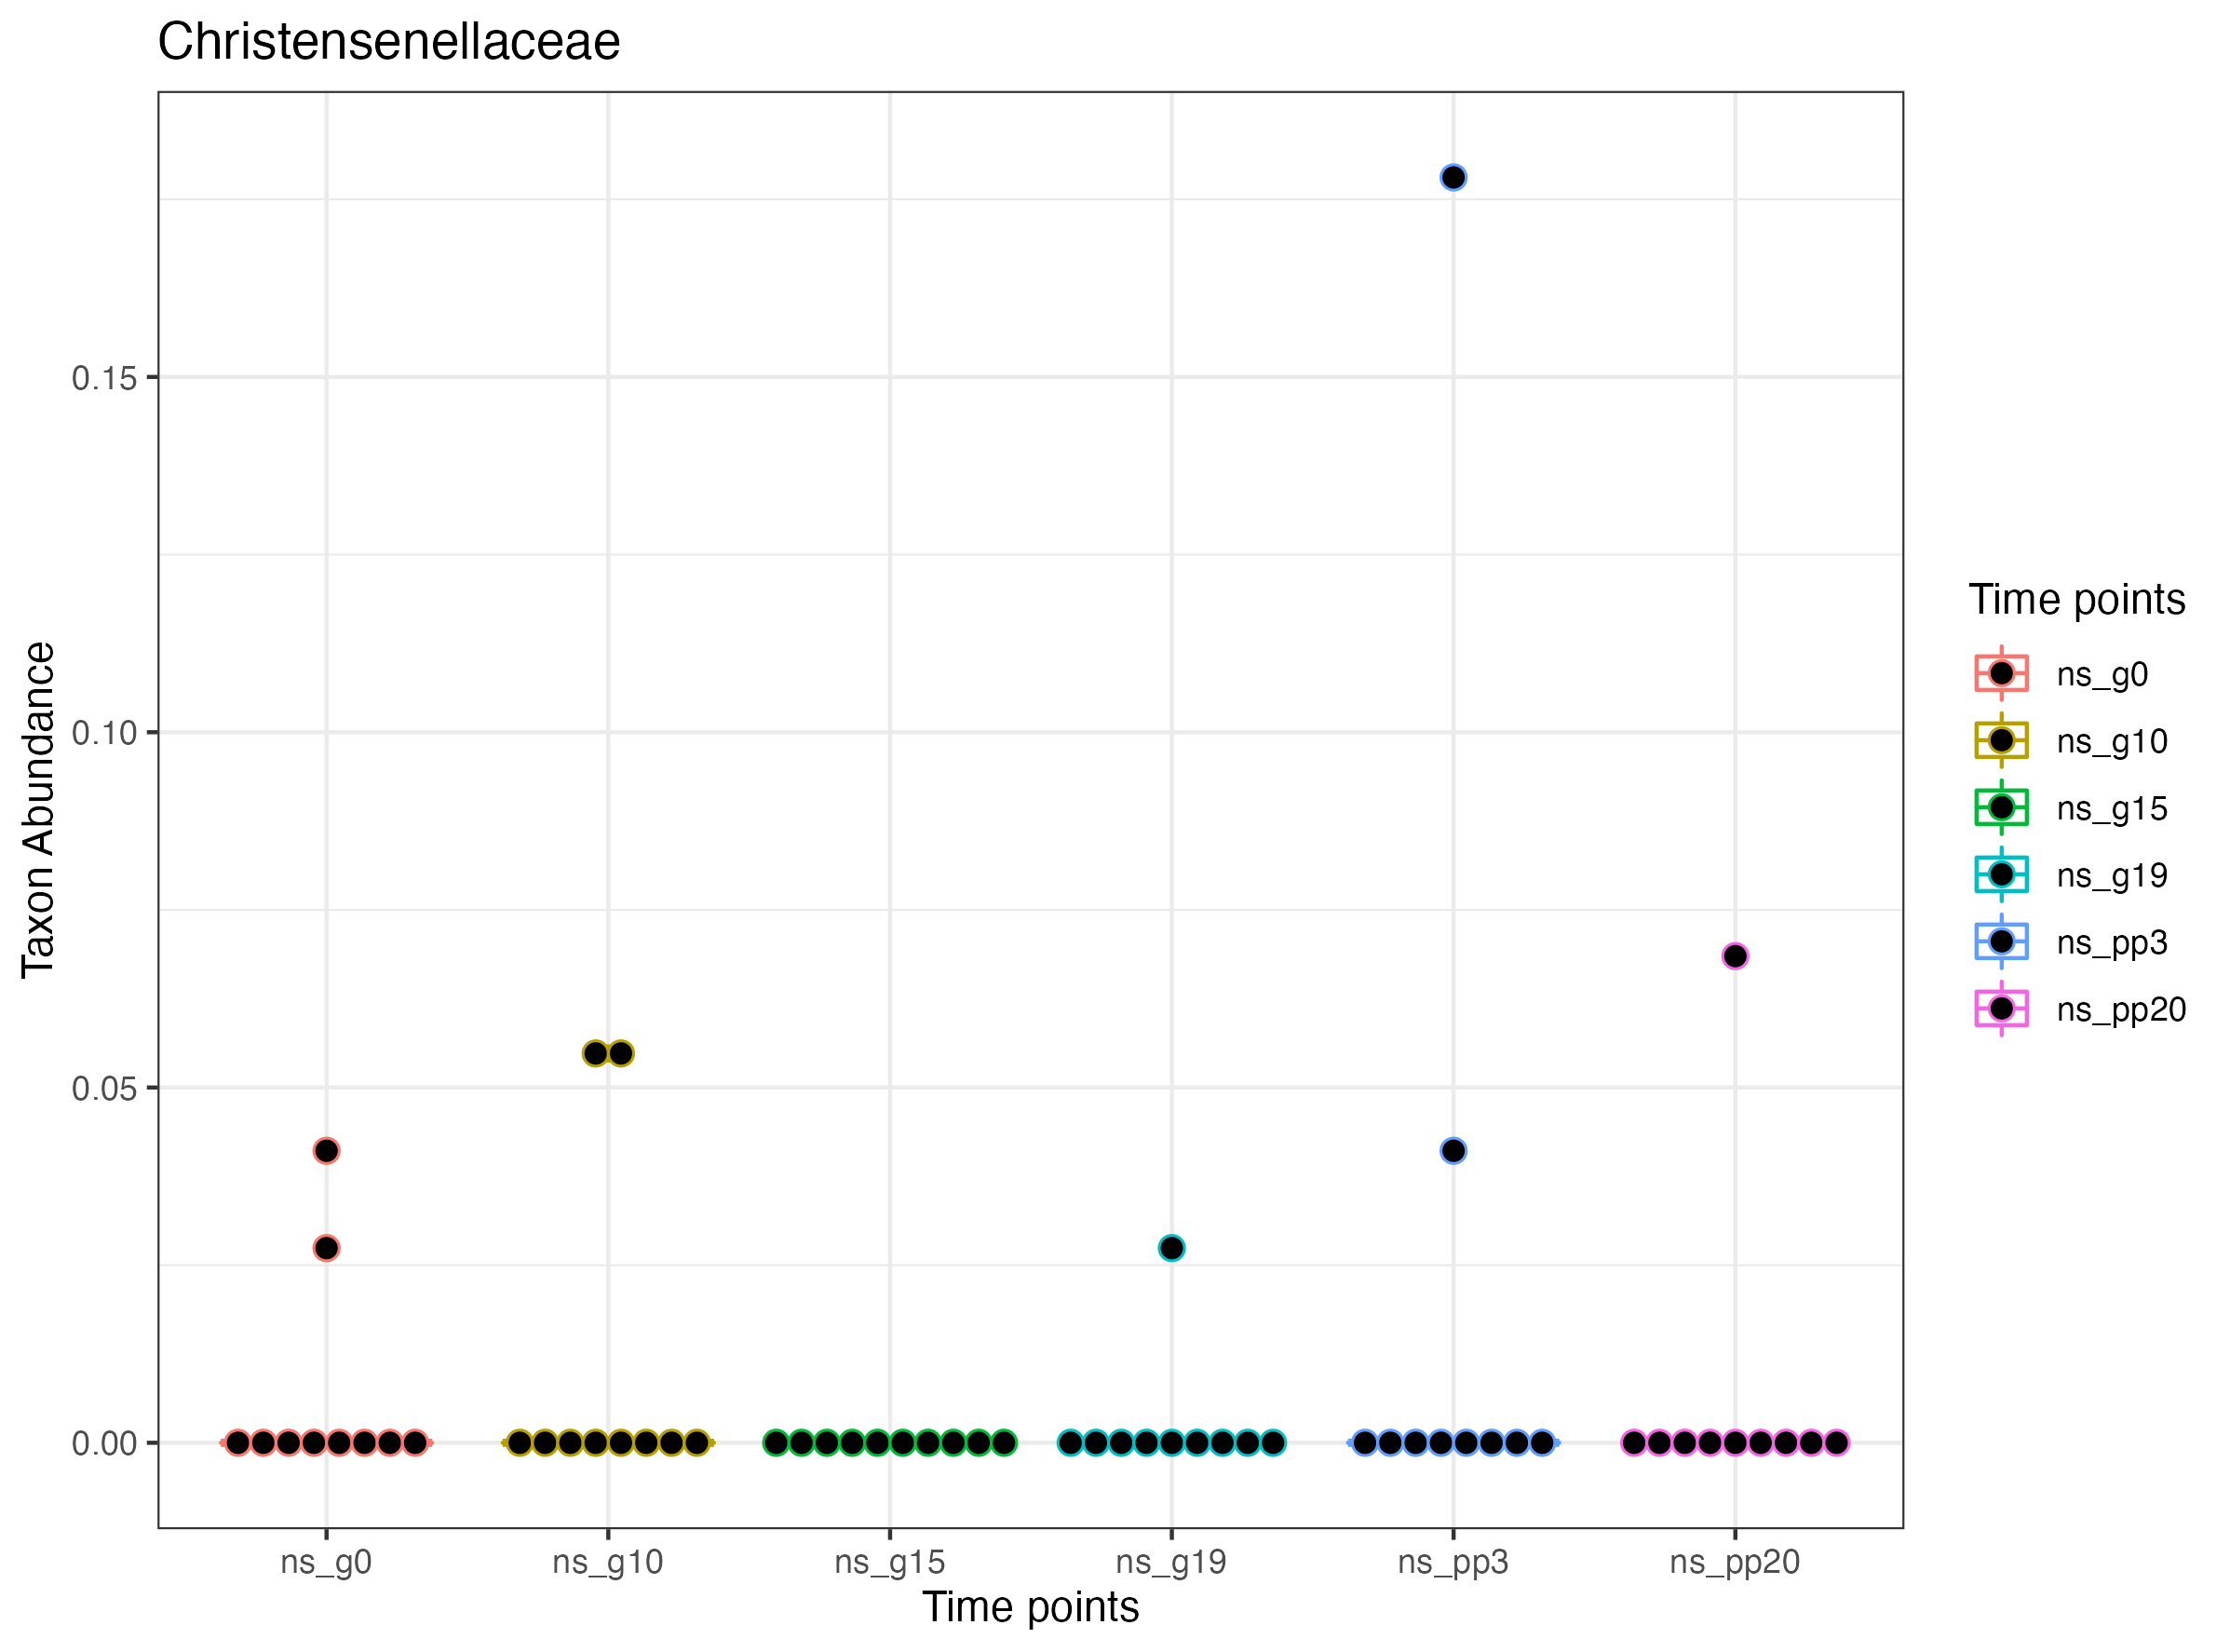 Christensenellaceae
Taxon Abundance
0.15
0.10
0.05
0.00
ns_g0
ns_g10
ns_g15
ns_g19
ns_pp3
ns_pp20
Time points
Time points
ns_g0
ns_g10
ns_g15
ns_g19
ns_pp3
ns_pp20